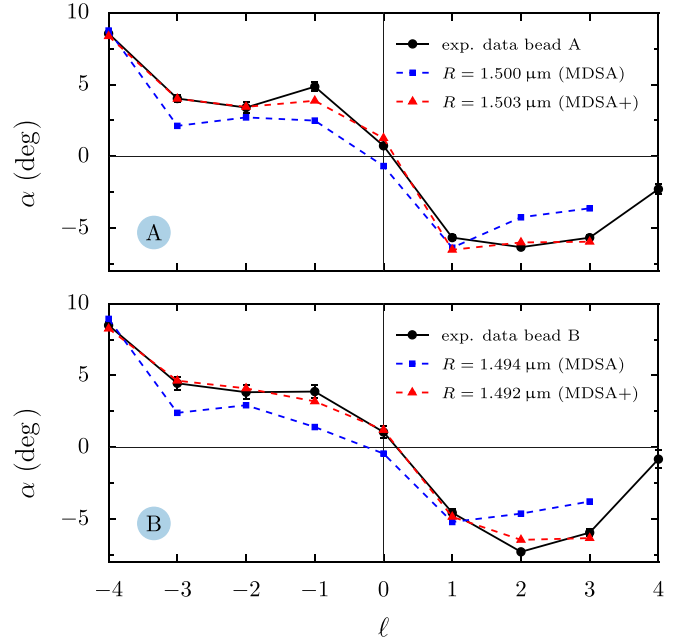 10
5
0
−5
α (deg)
exp. data bead A
R = 1.500 μm (MDSA)
R = 1.503 μm (MDSA+)
A
10
5
0
−5
α (deg)
exp. data bead B
R = 1.494 μm (MDSA)
R = 1.492 μm (MDSA+)
B
−4 −3 −2 −1 0 1 2 3 4
ℓ